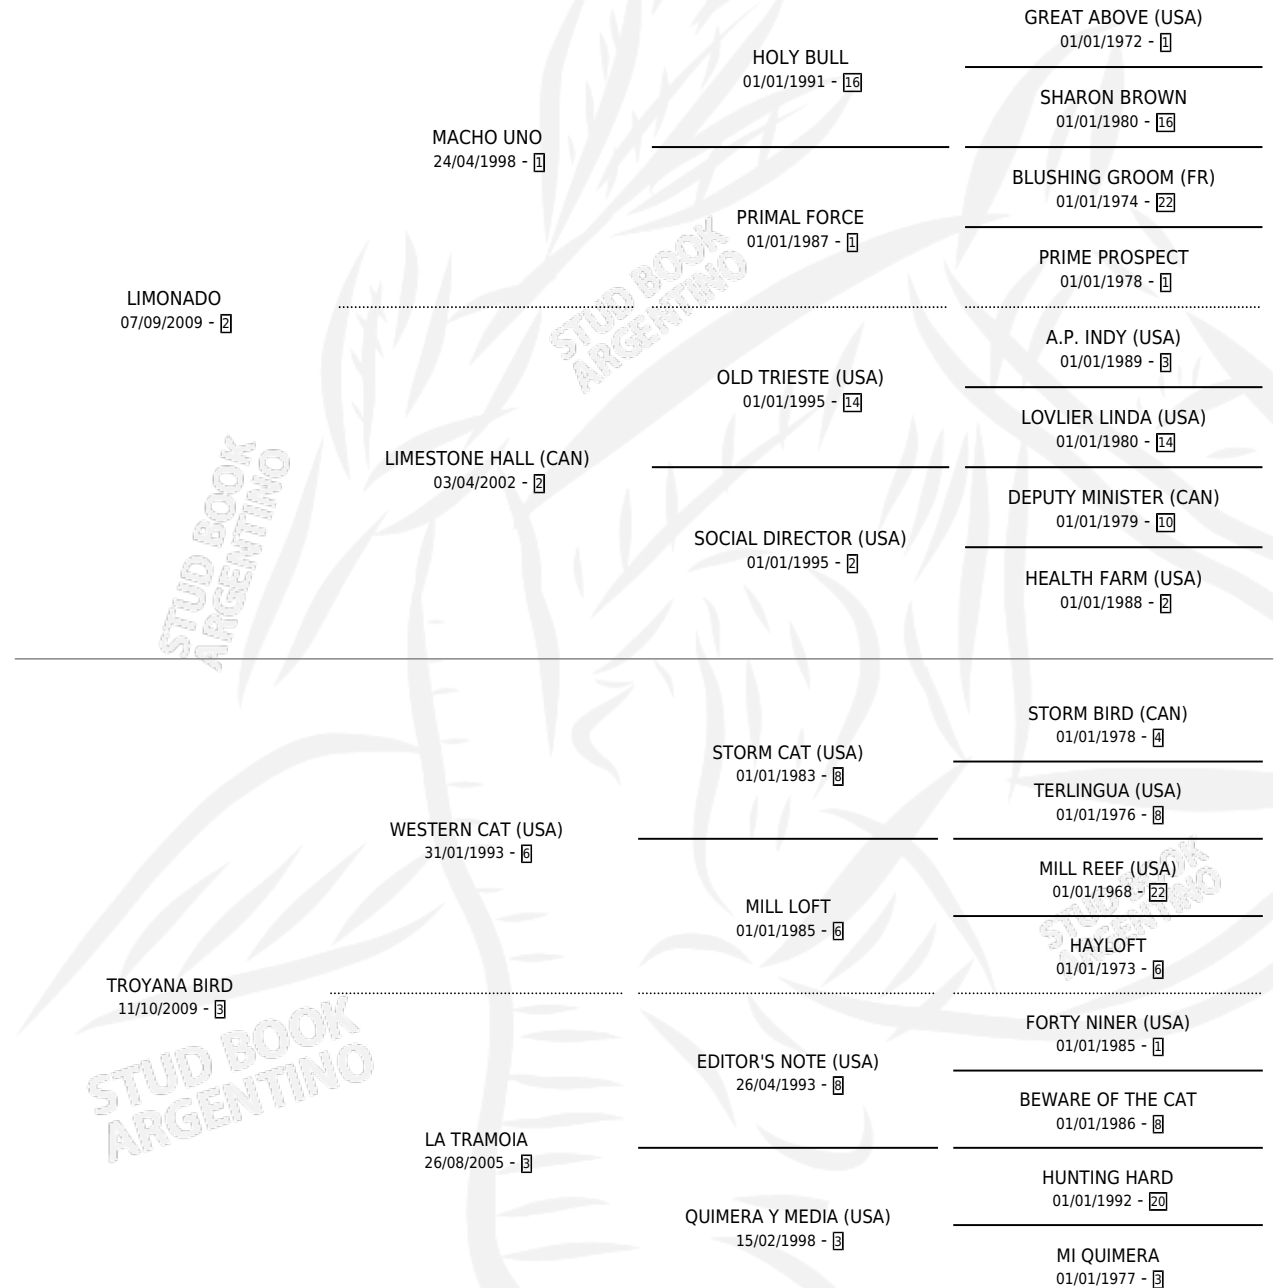 GREAT ABOVE (USA)
01/01/1972 - 1
HOLY BULL
01/01/1991 - 16
SHARON BROWN
01/01/1980 - 16
MACHO UNO
24/04/1998 - 1
BLUSHING GROOM (FR)
01/01/1974 - 22
PRIMAL FORCE
01/01/1987 - 1
PRIME PROSPECT
01/01/1978 - 1
LIMONADO
07/09/2009 - 2
STUD BOOK
ARGENTINO
A.P. INDY (USA)
01/01/1989 - 3
OLD TRIESTE (USA)
01/01/1995 - 14
LOVLIER LINDA (USA)
01/01/1980 - 14
LIMESTONE HALL (CAN)
03/04/2002 - 2
DEPUTY MINISTER (CAN)
01/01/1979 - 10
SOCIAL DIRECTOR (USA)
01/01/1995 - 2
HEALTH FARM (USA)
01/01/1988 - 2
STUD BOOK
ARGENTINO
STORM BIRD (CAN)
01/01/1978 - 4
STORM CAT (USA)
01/01/1983 - 8
TERLINGUA (USA)
01/01/1976 - 8
WESTERN CAT (USA)
31/01/1993 - 6
MILL REEF (USA)
01/01/1968 - 22
MILL LOFT
01/01/1985 - 6
HAYLOFT
01/01/1973 - 6
STUD BOOK
ARGENTINO
TROYANA BIRD
11/10/2009 - 3
FORTY NINER (USA)
01/01/1985 - 1
EDITOR'S NOTE (USA)
26/04/1993 - 8
BEWARE OF THE CAT
01/01/1986 - 8
STUD BOOK
ARGENTINO
LA TRAMOIA
26/08/2005 - 3
HUNTING HARD
01/01/1992 - 20
QUIMERA Y MEDIA (USA)
15/02/1998 - 3
MI QUIMERA
01/01/1977 - 3